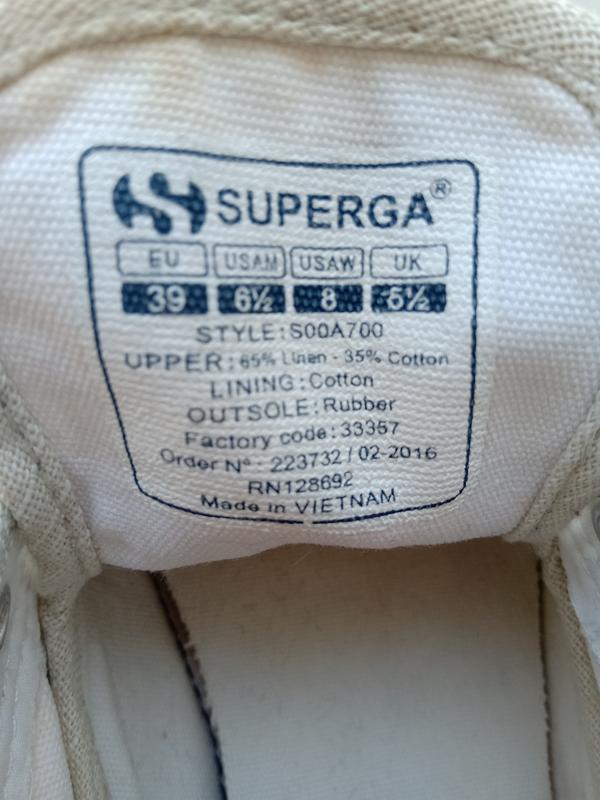 SUPERGA®
EU USAM USAW UK
39 6½ 8 5½
STYLE:S00A700
UPPER: 65% Linen - 35% Cotton
LINING: Cotton
OUTSOLE: Rubber
Factory code: 33357
Order N° - 223732 / 02-2016
RN128692
Made in VIETNAM